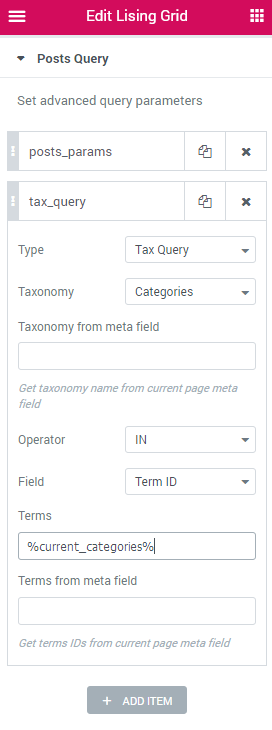 Edit Lising Grid
Posts Query
Set advanced query parameters
posts_params
tax_query
Type Tax Query
Taxonomy Categories
Taxonomy from meta field
Get taxonomy name from current page meta
field
Operator IN
Field Term ID
Terms
%current_categories%
Terms from meta field
Get terms IDs from current page meta field
+ ADD ITEM